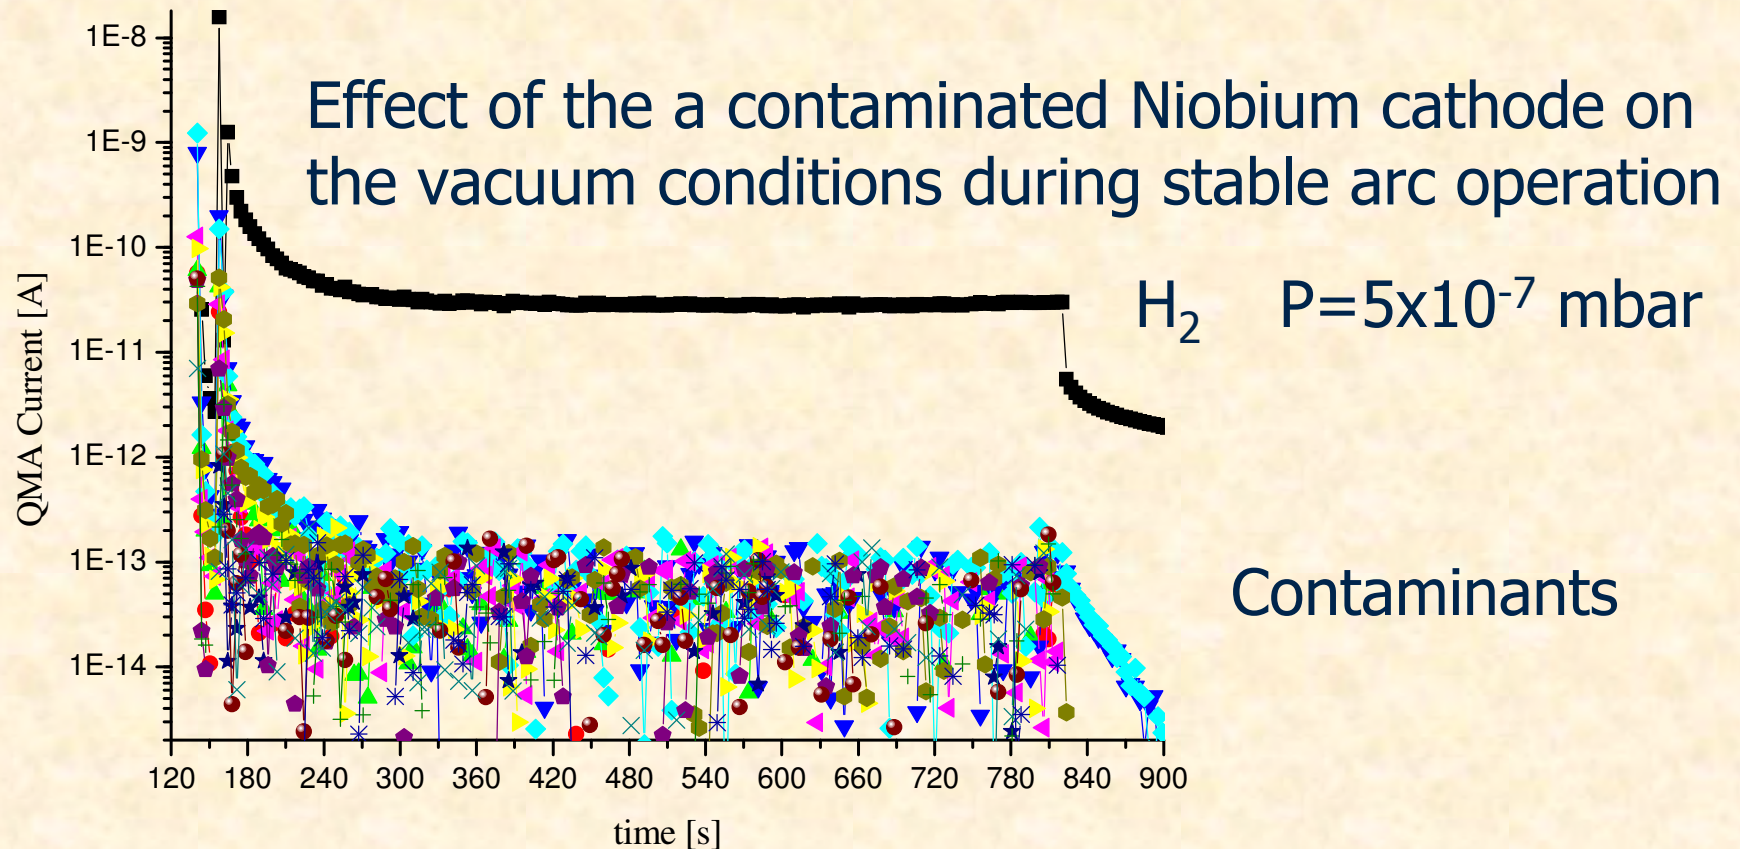 Effect of the a contaminated Niobium cathode on
the vacuum conditions during stable arc operation
H₂ P=5x10⁻⁷ mbar
Contaminants
QMA Current [A]
1E-8
1E-9
1E-10
1E-11
1E-12
1E-13
1E-14
120 180 240 300 360 420 480 540 600 660 720 780 840 900
time [s]